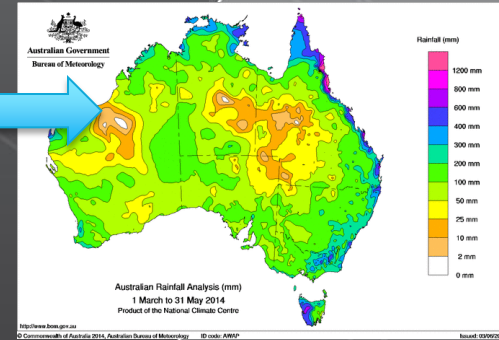 Australian Government
Bureau of Meteorology
Rainfall (mm)
1200 mm
800 mm
600 mm
400 mm
300 mm
200 mm
100 mm
50 mm
25 mm
10 mm
2 mm
0 mm
Australian Rainfall Analysis (mm)
1 March to 31 May 2014
Product of the National Climate Centre
http://www.bom.gov.au
© Commonwealth of Australia 2014, Australian Bureau of Meteorology ID code: AWAP
Issued: